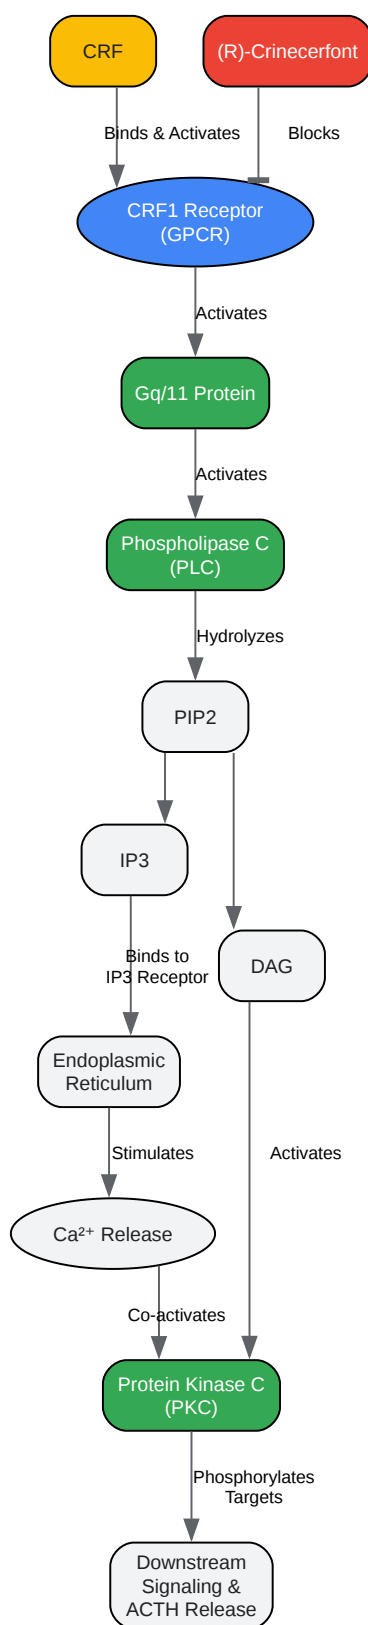 CRF
(R)-Crinecerfont
Binds & Activates
Blocks
CRF1 Receptor
(GPCR)
Activates
Gq/11 Protein
Activates
Phospholipase C
(PLC)
Hydrolyzes
PIP2
IP3
Binds to
IP3 Receptor
DAG
Endoplasmic
Reticulum
Stimulates
Activates
Ca²⁺ Release
Co-activates
Protein Kinase C
(PKC)
Phosphorylates
Targets
Downstream
Signaling &
ACTH Release